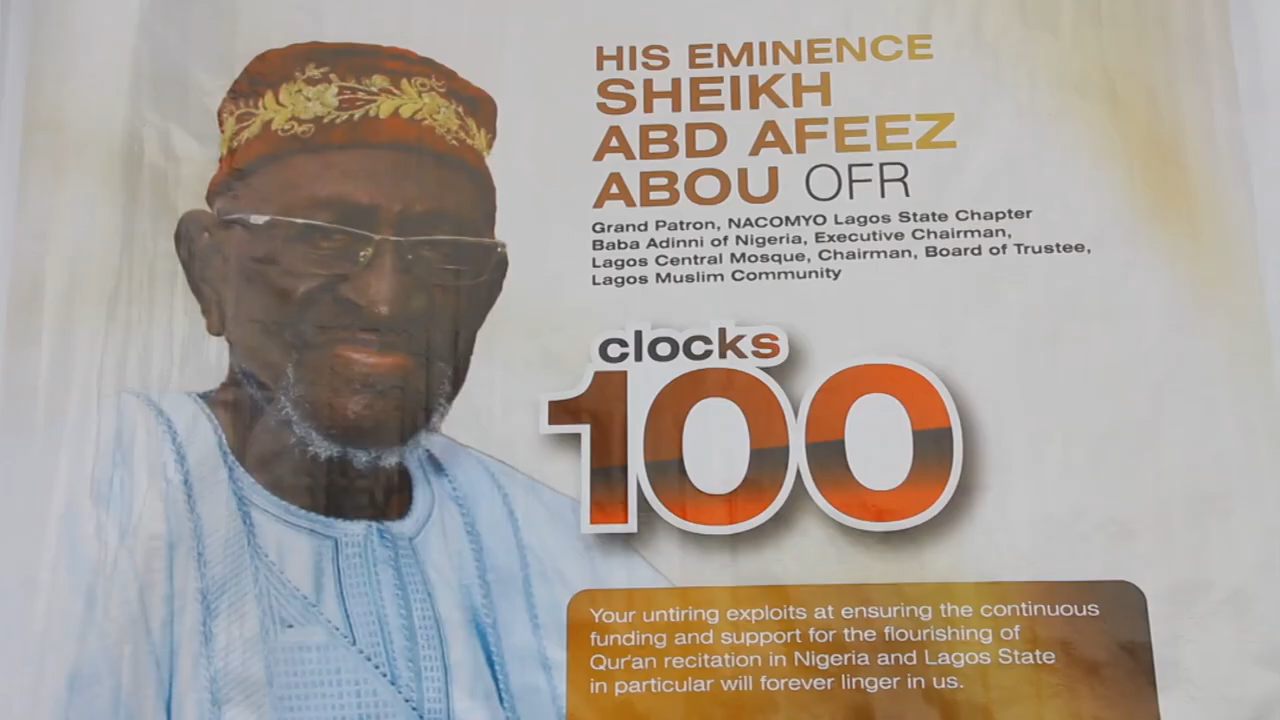 HIS EMINENCE
SHEIKH
ABD AFEEZ
ABOU OFR
Grand Patron, NACOMYO Lagos State Chapter
Baba Adinni of Nigeria, Executive Chairman,
Lagos Central Mosque, Chairman, Board of Trustee,
Lagos Muslim Community
clocks
100
Your untiring exploits at ensuring the continuous
funding and support for the flourishing of
Qur'an recitation in Nigeria and Lagos State
in particular will forever linger in us.